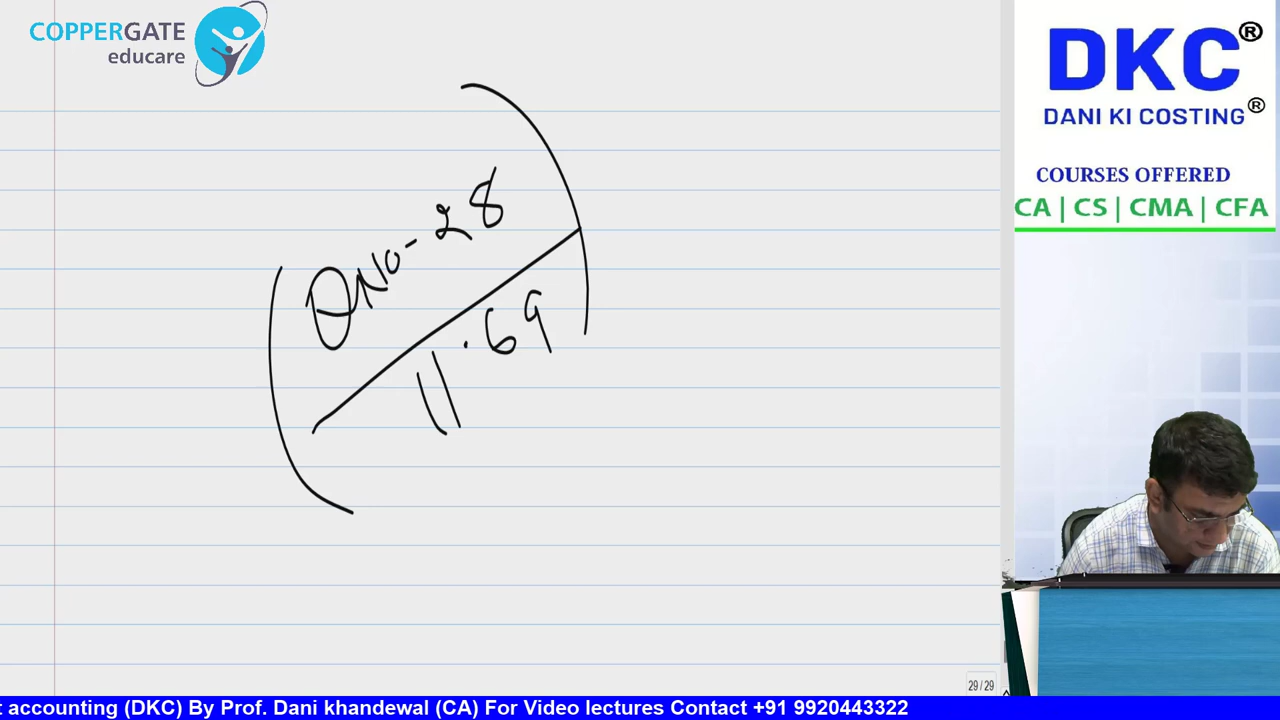 COPPERGATE
educare
QNo-28
11.69
DKC®
DANI KI COSTING®
COURSES OFFERED
CA | CS | CMA | CFA
29 / 29
t accounting (DKC) By Prof. Dani khandewal (CA) For Video lectures Contact +91 9920443322